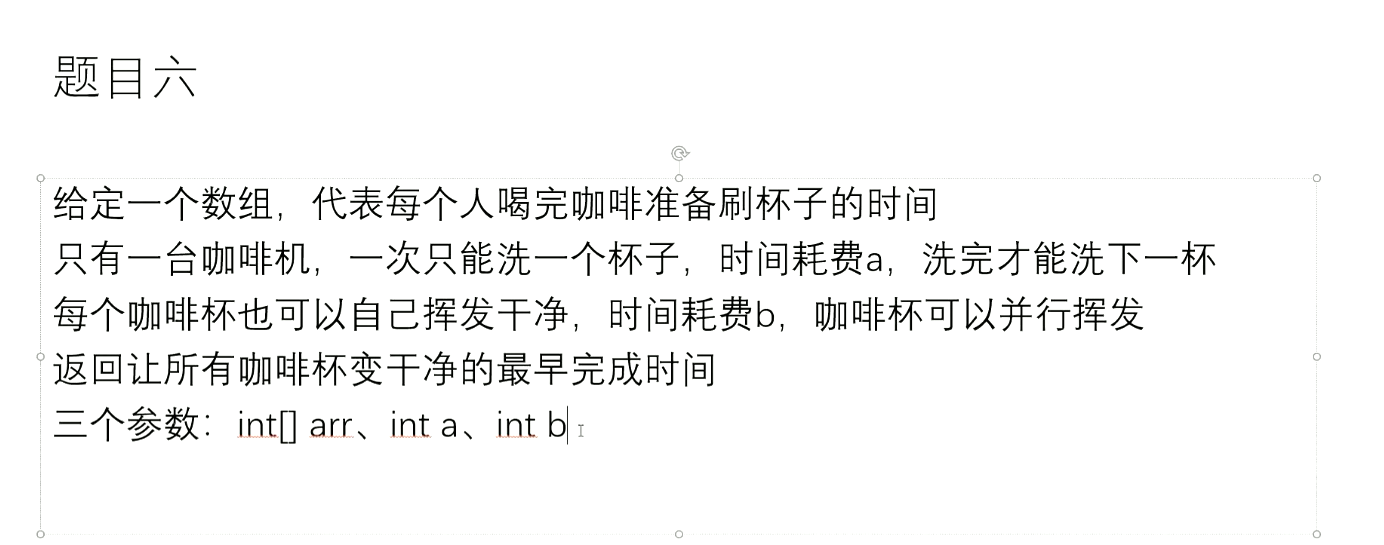 题目六
给定一个数组，代表每个人喝完咖啡准备刷杯子的时间
只有一台咖啡机，一次只能洗一个杯子，时间耗费a，洗完才能洗下一杯
每个咖啡杯也可以自己挥发干净，时间耗费b，咖啡杯可以并行挥发
返回让所有咖啡杯变干净的最早完成时间
三个参数：int[] arr、int a、int b